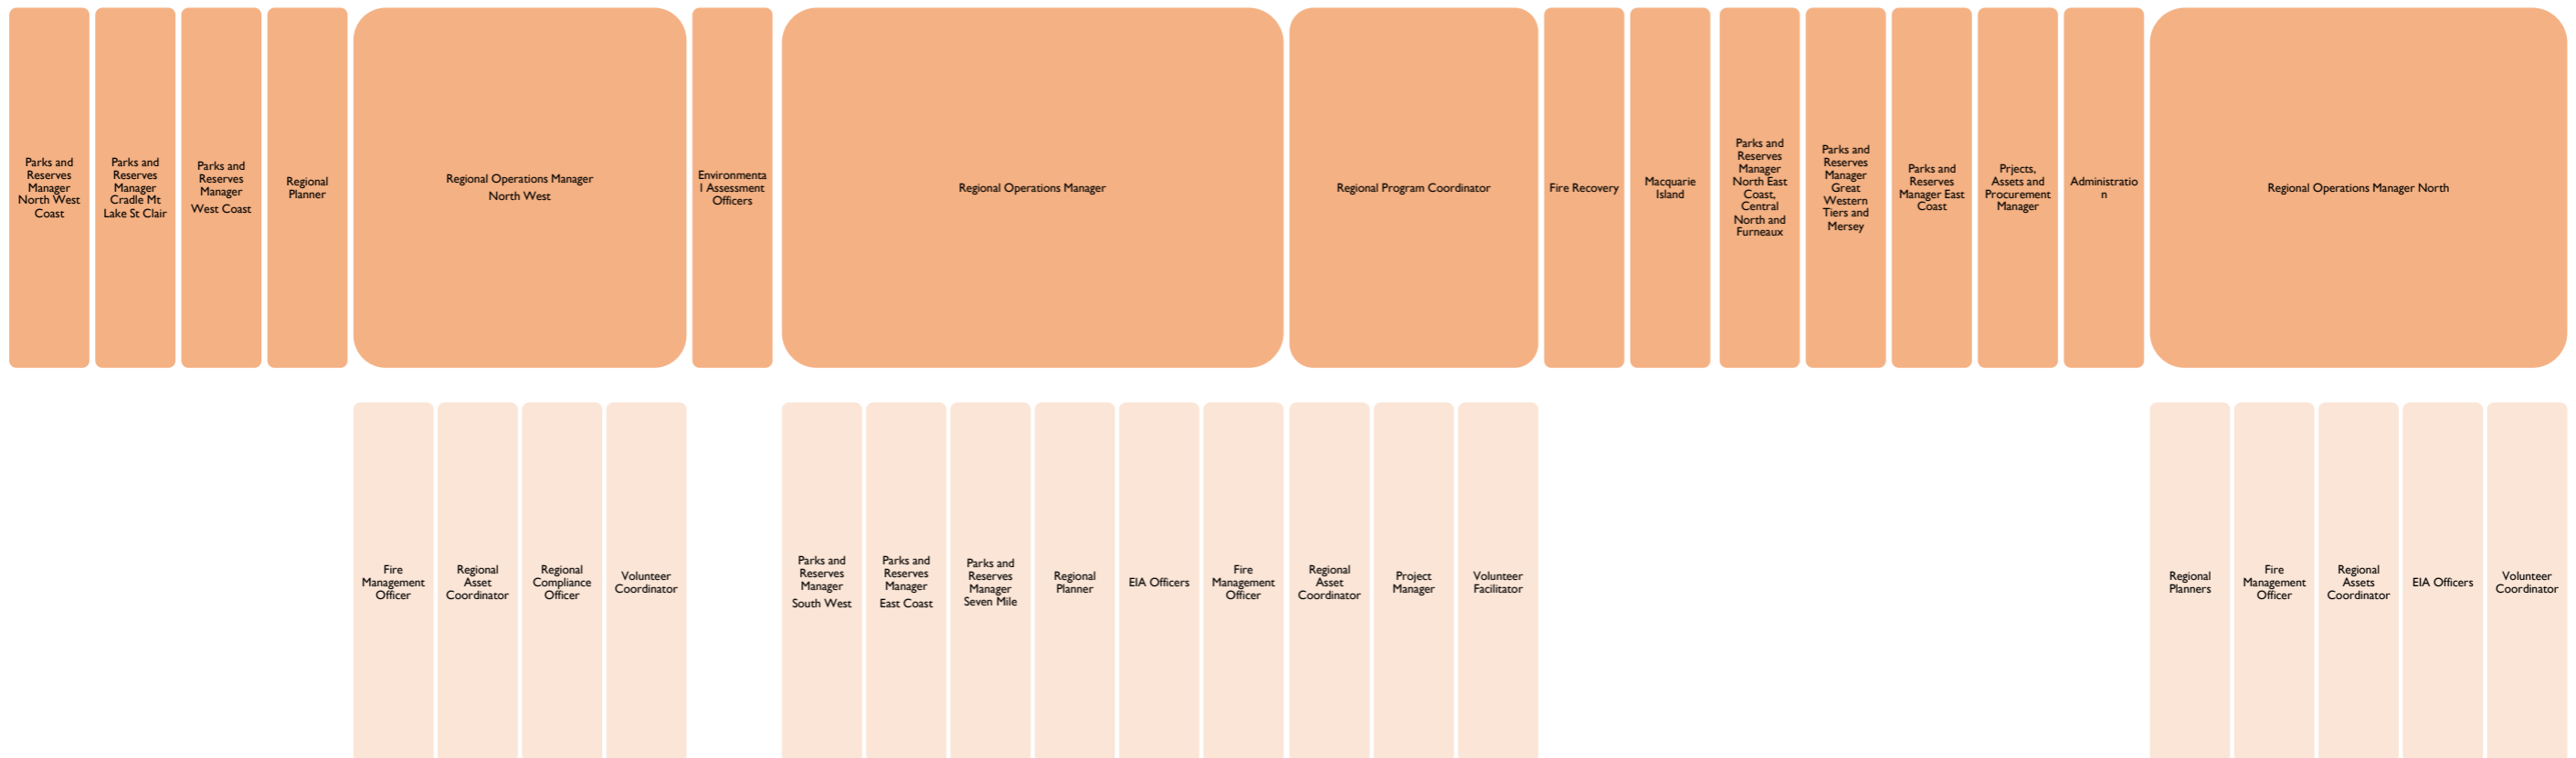 Parks and
Reserves
Manager
North West
Coast
Parks and
Reserves
Manager
Cradle Mt
Lake St Clair
Parks and
Reserves
Manager
West Coast
Regional
Planner
Regional Operations Manager
North West
Environmenta
l Assessment
Officers
Regional Operations Manager
Regional Program Coordinator
Fire Recovery
Macquarie
Island
Parks and
Reserves
Manager
North East
Coast,
Central
North and
Furneaux
Parks and
Reserves
Manager
Great
Western
Tiers and
Mersey
Parks and
Reserves
Manager East
Coast
Prjects,
Assets and
Procurement
Manager
Administratio
n
Regional Operations Manager North
Fire
Management
Officer
Regional
Asset
Coordinator
Regional
Compliance
Officer
Volunteer
Coordinator
Parks and
Reserves
Manager
South West
Parks and
Reserves
Manager
East Coast
Parks and
Reserves
Manager
Seven Mile
Regional
Planner
EIA Officers
Fire
Management
Officer
Regional
Asset
Coordinator
Project
Manager
Volunteer
Facilitator
Regional
Planners
Fire
Management
Officer
Regional
Assets
Coordinator
EIA Officers
Volunteer
Coordinator